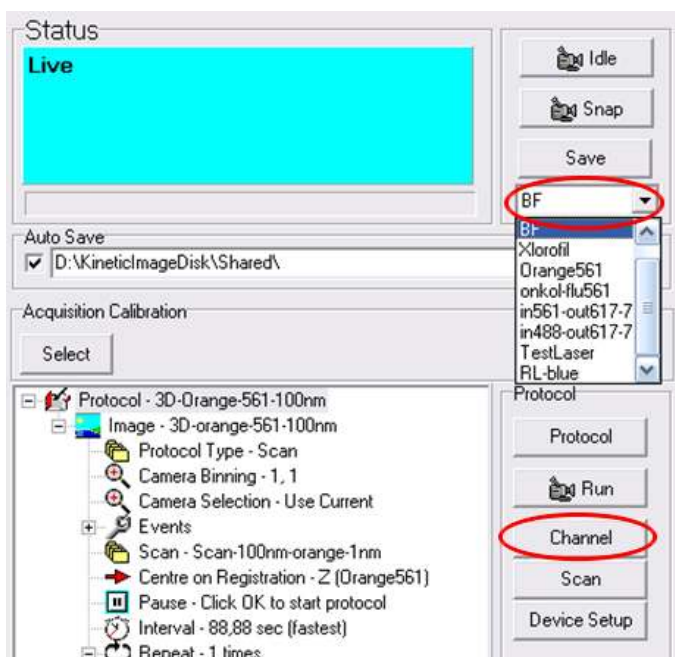 Status
Live
Idle
Snap
Save
BF
BF
Xlorofil
Orange561
onkol-flu561
in561-out617-7
in488-out617-7
TestLaser
RL-blue
Auto Save
D:\KineticImageDisk\Shared\
Acquisition Calibration
Select
Protocol - 3D-Orange-561-100nm
Image - 3D-orange-561-100nm
Protocol Type - Scan
Camera Binning - 1, 1
Camera Selection - Use Current
Events
Scan - Scan-100nm-orange-1nm
Centre on Registration - Z (Orange561)
Pause - Click OK to start protocol
Interval - 88,88 sec (fastest)
Repeat - 1 times
Protocol
Protocol
Run
Channel
Scan
Device Setup